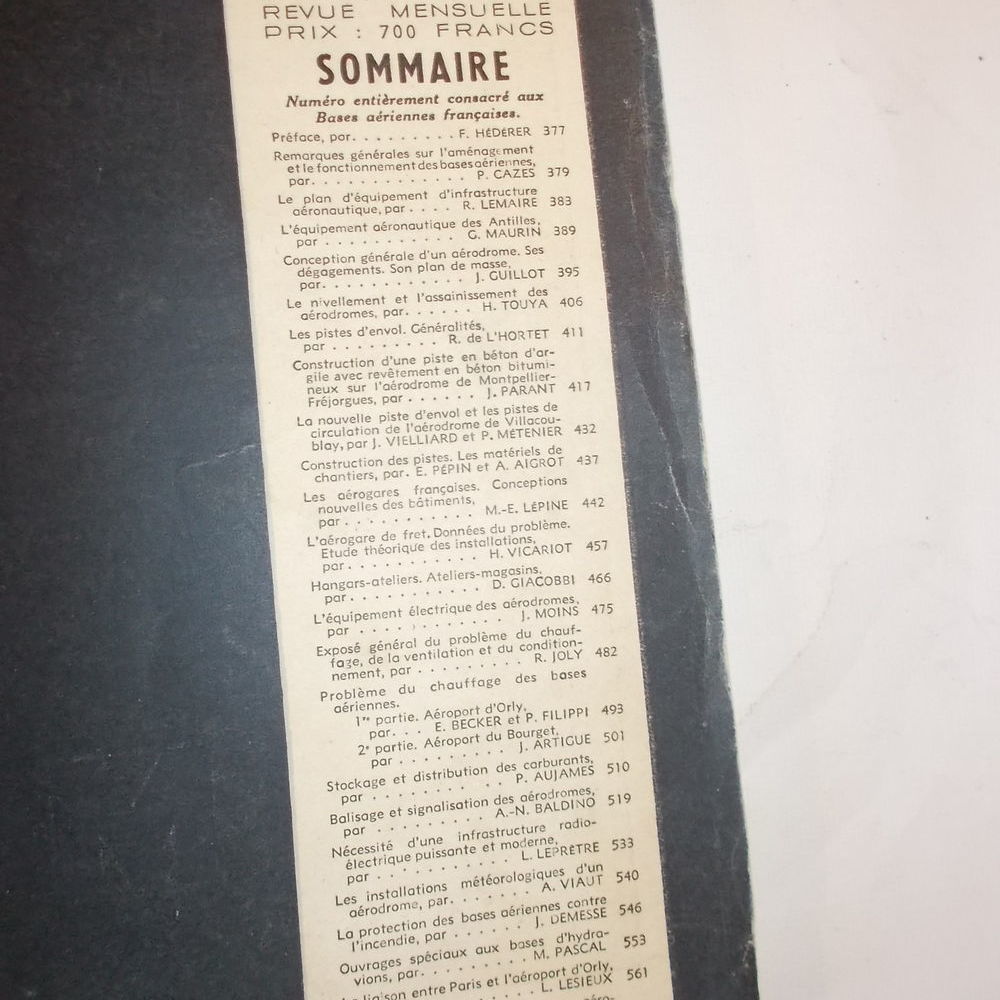 REVUE MENSUELLE
PRIX : 700 FRANCS
SOMMAIRE
Numéro entièrement consacré aux
Bases aériennes françaises.
Préface, par. . . . . . . . . F. HÉDÉRER 377
Remarques générales sur l'aménagement
et le fonctionnement des bases aériennes,
par. . . . . . . . . . . . . P. CAZES 379
Le plan d'équipement d'infrastructure
aéronautique, par . . . . R. LEMAIRE 383
L'équipement aéronautique des Antilles,
par . . . . . . . . . . . G. MAURIN 389
Conception générale d'un aérodrome. Ses
dégagements. Son plan de masse,
par. . . . . . . . . . . . . J. GUILLOT 395
Le nivellement et l'assainissement des
aérodromes, par. . . . . . H. TOUYA 406
Les pistes d'envol. Généralités,
par . . . . . . . . . R. de L'HORTET 411
Construction d'une piste en béton d'ar-
gile avec revêtement en béton bitumi-
neux sur l'aérodrome de Montpellier-
Fréjorgues, par . . . . . . J. PARANT 417
La nouvelle piste d'envol et les pistes de
circulation de l'aérodrome de Villacou-
blay, par J. VIELLIARD et P. MÉTENIER 432
Construction des pistes. Les matériels de
chantiers, par. E. PÉPIN et A. AIGROT 437
Les aérogares françaises. Conceptions
nouvelles des bâtiments,
par . . . . . . . . . . . M.-E. LÉPINE 442
L'aérogare de fret. Données du problème.
Etude théorique des installations,
par . . . . . . . . . . . H. VICARIOT 457
Hangars-ateliers. Ateliers-magasins,
par. . . . . . . . . . . D. GIACOBBI 466
L'équipement électrique des aérodromes,
par . . . . . . . . . . . . J. MOINS 475
Exposé général du problème du chauf-
fage, de la ventilation et du condition-
nement, par . . . . . . . . . R. JOLY 482
Problème du chauffage des bases
aériennes.
1re partie. Aéroport d'Orly,
par. . . E. BECKER et P. FILIPPI 493
2e partie. Aéroport du Bourget,
par . . . . . . . . . J. ARTIGUE 501
Stockage et distribution des carburants,
par . . . . . . . . . . P. AUJAMES 510
Balisage et signalisation des aérodromes,
par . . . . . . . . . A.-N. BALDINO 519
Nécessité d'une infrastructure radio-
électrique puissante et moderne,
par . . . . . . . . . . . L. LEPRÊTRE 533
Les installations météorologiques d'un
aérodrome, par. . . . . . . A. VIAUT 540
La protection des bases aériennes contre
l'incendie, par . . . . . . J. DEMESSE 546
Ouvrages spéciaux aux bases d'hydra-
vions, par. . . . . . . . . M. PASCAL 553
liaison entre Paris et l'aéroport d'Orly,
. . . . . L. LESIEUX 561